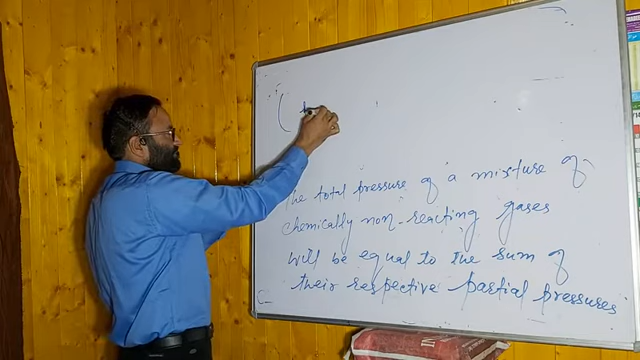 (
The total pressure of a mixture of
chemically non-reacting gases
will be equal to the sum of
their respective partial pressures